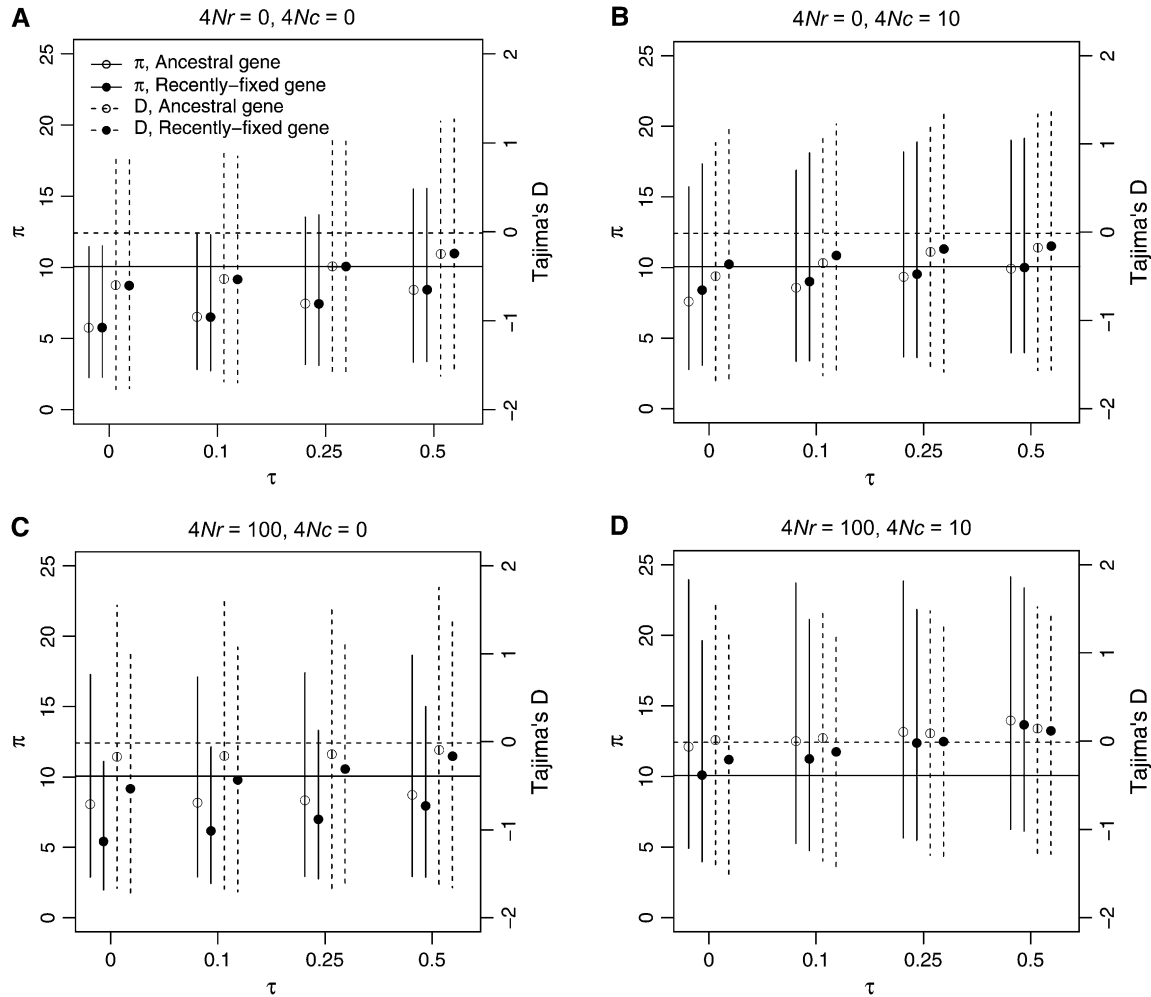 A
4Nr = 0, 4Nc = 0
π, Ancestral gene
π, Recently−fixed gene
D, Ancestral gene
D, Recently−fixed gene
25
20
15
10
5
0
π
2
1
0
−1
−2
Tajima's D
0 0.1 0.25 0.5
τ
B
4Nr = 0, 4Nc = 10
25
20
15
10
5
0
π
2
1
0
−1
−2
Tajima's D
0 0.1 0.25 0.5
τ
C
4Nr = 100, 4Nc = 0
25
20
15
10
5
0
π
2
1
0
−1
−2
Tajima's D
0 0.1 0.25 0.5
τ
D
4Nr = 100, 4Nc = 10
25
20
15
10
5
0
π
2
1
0
−1
−2
Tajima's D
0 0.1 0.25 0.5
τ